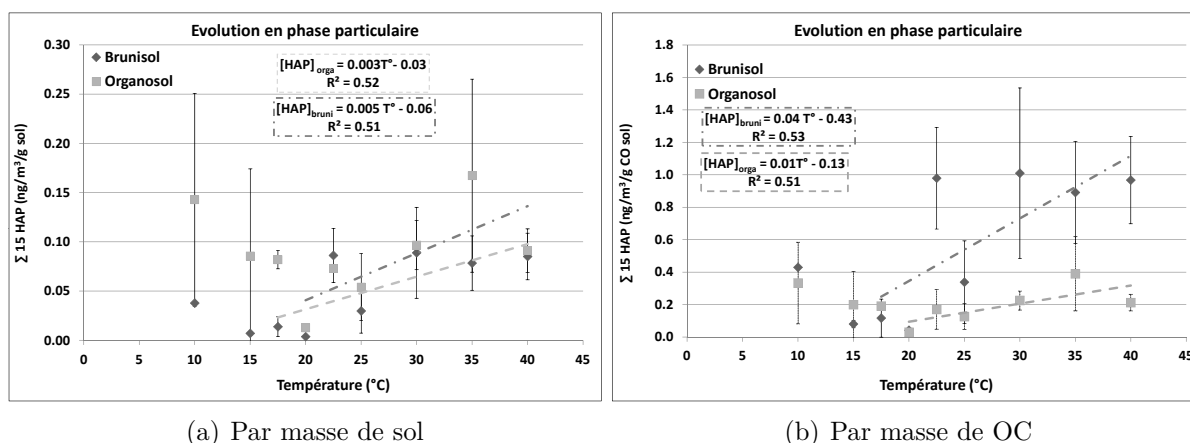 Evolution en phase particulaire
∑ 15 HAP (ng/m³/g sol)
0.30
0.25
0.20
0.15
0.10
0.05
0.00
Brunisol
Organosol
[HAP]orga = 0.003T° - 0.03
R² = 0.52
[HAP]bruni = 0.005 T° - 0.06
R² = 0.51
0 5 10 15 20 25 30 35 40 45
Température (°C)
(a) Par masse de sol
Evolution en phase particulaire
∑ 15 HAP (ng/m³/g CO sol)
1.8
1.6
1.4
1.2
1.0
0.8
0.6
0.4
0.2
0.0
Brunisol
Organosol
[HAP]bruni = 0.04 T° - 0.43
R² = 0.53
[HAP]orga = 0.01T° - 0.13
R² = 0.51
0 5 10 15 20 25 30 35 40 45
Température (°C)
(b) Par masse de OC